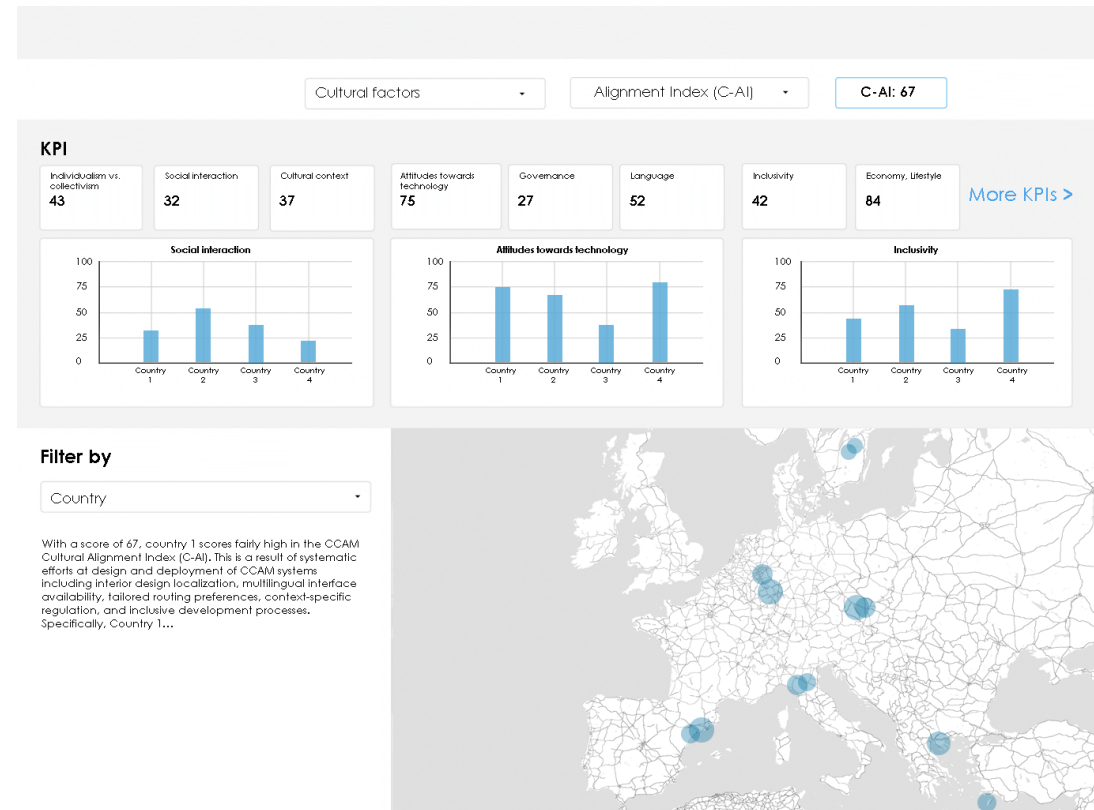 Cultural factors
Alignment Index (C-AI)
C-AI: 67
KPI
Individualism vs.
collectivism
43
Social interaction
32
Cultural context
37
Attitudes towards
technology
75
Governance
27
Language
52
Inclusivity
42
Economy, Lifestyle
84
More KPIs >
Social interaction
100
75
50
25
0
Country
1
Country
2
Country
3
Country
4
Attitudes towards technology
100
75
50
25
0
Country
1
Country
2
Country
3
Country
4
Inclusivity
100
75
50
25
0
Country
1
Country
2
Country
3
Country
4
Filter by
Country
With a score of 67, country 1 scores fairly high in the CCAM
Cultural Alignment Index (C-AI). This is a result of systematic
efforts at design and deployment of CCAM systems
including interior design localization, multilingual interface
availability, tailored routing preferences, context-specific
regulation, and inclusive development processes.
Specifically, Country 1...